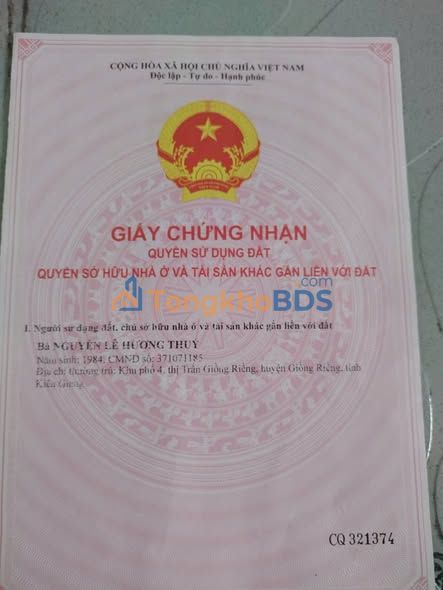 CỘNG HÒA XÃ HỘI CHỦ NGHĨA VIỆT NAM
Độc lập - Tự do - Hạnh phúc
GIẤY CHỨNG NHẬN
QUYỀN SỬ DỤNG ĐẤT
QUYỀN SỞ HỮU NHÀ Ở VÀ TÀI SẢN KHÁC GẮN LIỀN VỚI ĐẤT
TongkhoBDS.com
I. Người sử dụng đất, chủ sở hữu nhà ở và tài sản khác gắn liền với đất
Bà NGUYỄN LÊ HƯƠNG THUỶ
Năm sinh: 1984, CMND số: 371071185
Địa chỉ thường trú: Khu phố 4, thị Trấn Giồng Riềng, huyện Giồng Riềng, tỉnh
Kiên Giang.
CQ 321374